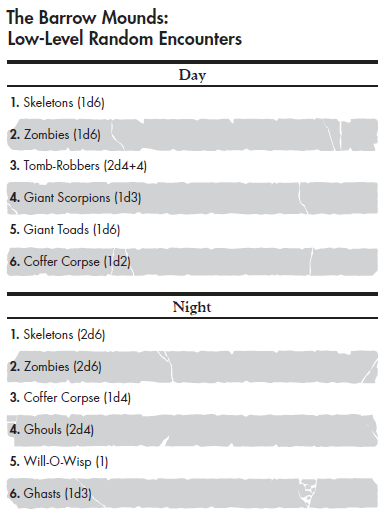 The Barrow Mounds:
Low-Level Random Encounters
Day
1. Skeletons (1d6)
2. Zombies (1d6)
3. Tomb-Robbers (2d4+4)
4. Giant Scorpions (1d3)
5. Giant Toads (1d6)
6. Coffer Corpse (1d2)
Night
1. Skeletons (2d6)
2. Zombies (2d6)
3. Coffer Corpse (1d4)
4. Ghouls (2d4)
5. Will-O-Wisp (1)
6. Ghasts (1d3)